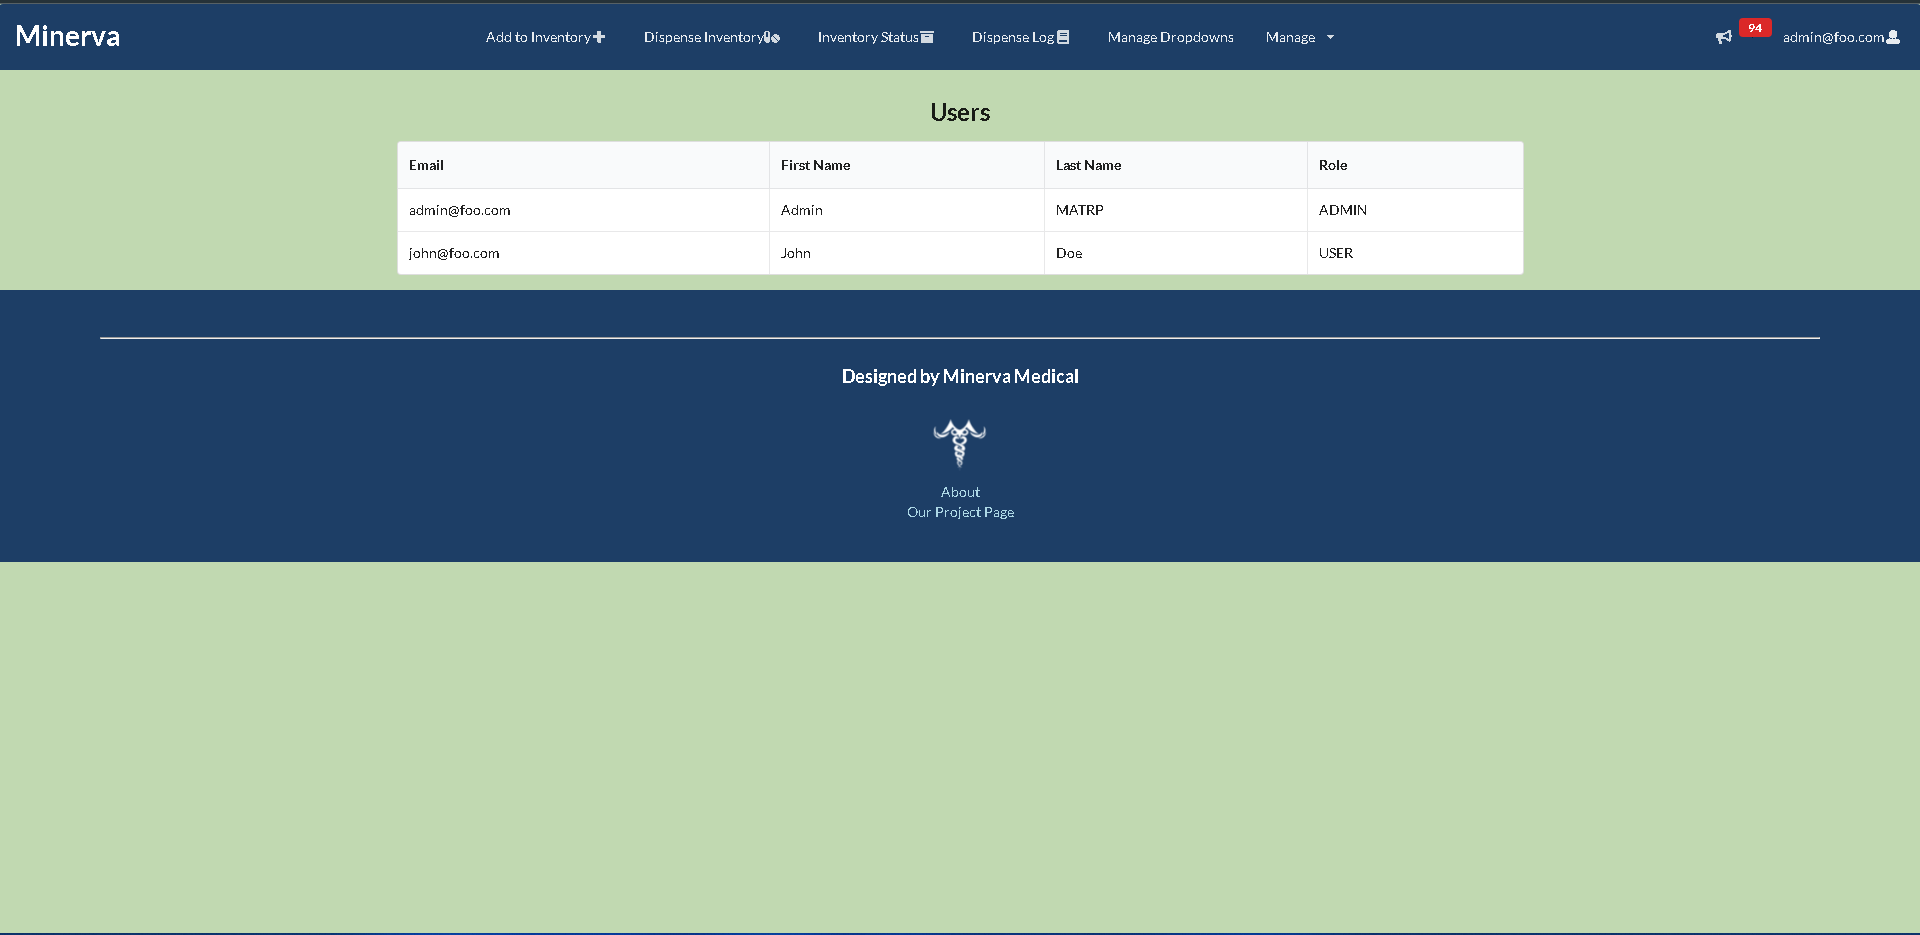 Minerva
Add to Inventory Dispense Inventory Inventory Status Dispense Log Manage Dropdowns Manage 94 admin@foo.com
Users
Email First Name Last Name Role
admin@foo.com Admin MATRP ADMIN
john@foo.com John Doe USER
Designed by Minerva Medical
About
Our Project Page